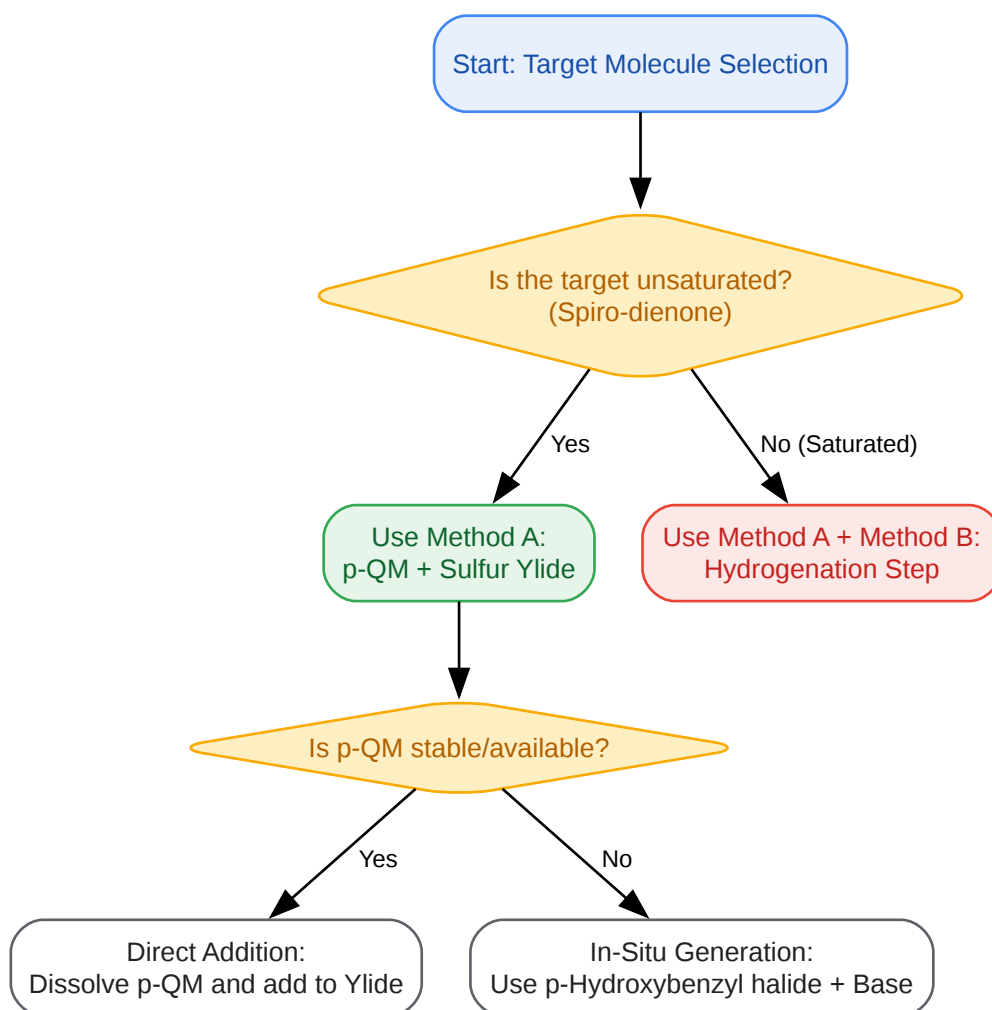 Start: Target Molecule Selection
Is the target unsaturated?
(Spiro-dienone)
Yes
No (Saturated)
Use Method A:
p-QM + Sulfur Ylide
Use Method A + Method B:
Hydrogenation Step
Is p-QM stable/available?
Yes
No
Direct Addition:
Dissolve p-QM and add to Ylide
In-Situ Generation:
Use p-Hydroxybenzyl halide + Base